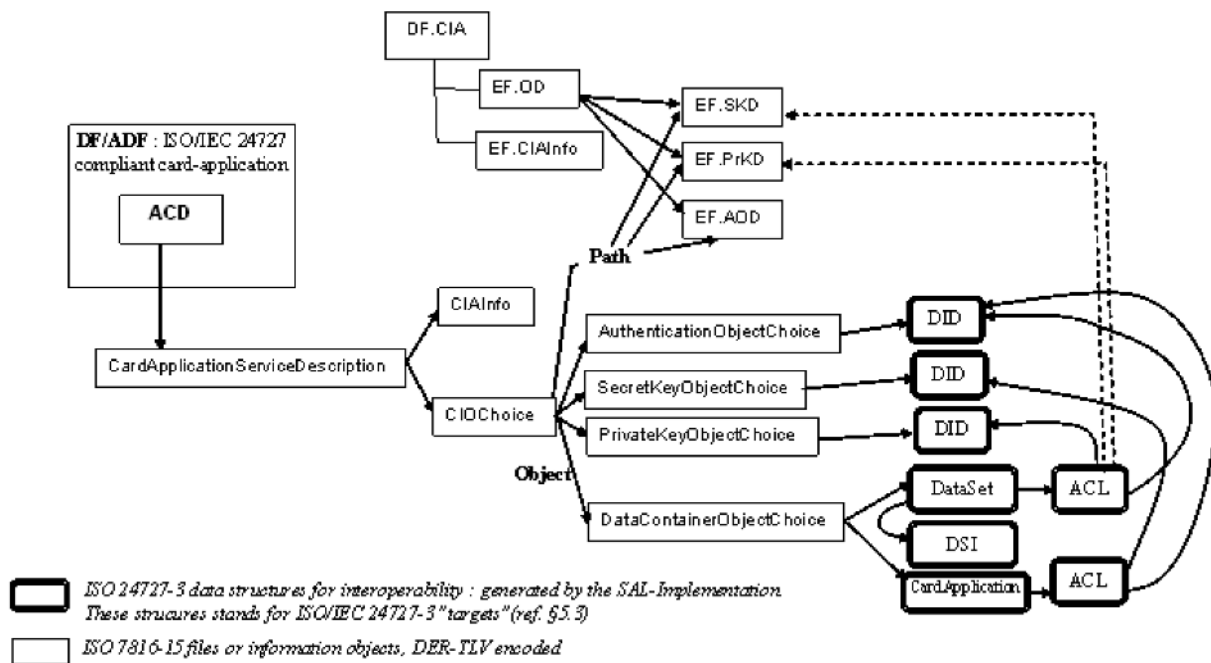 DF.CIA
EF.OD
EF.SKD
EF.CIAInfo
EF.PrKD
EF.AOD
DF/ADF : ISO/IEC 24727
compliant card-application
ACD
Path
CIAInfo
CardApplicationServiceDescription
CIOChoice
AuthenticationObjectChoice
DID
SecretKeyObjectChoice
DID
PrivateKeyObjectChoice
DID
Object
DataSet
ACL
DataContainerObjectChoice
DSI
CardApplication
ACL
ISO 24727-3 data structures for interoperability : generated by the SAL-Implementation
These strucures stands for ISO/IEC 24727-3 "targets" (ref. §5.3)
ISO 7816-15 files or information objects, DER-TLV encoded